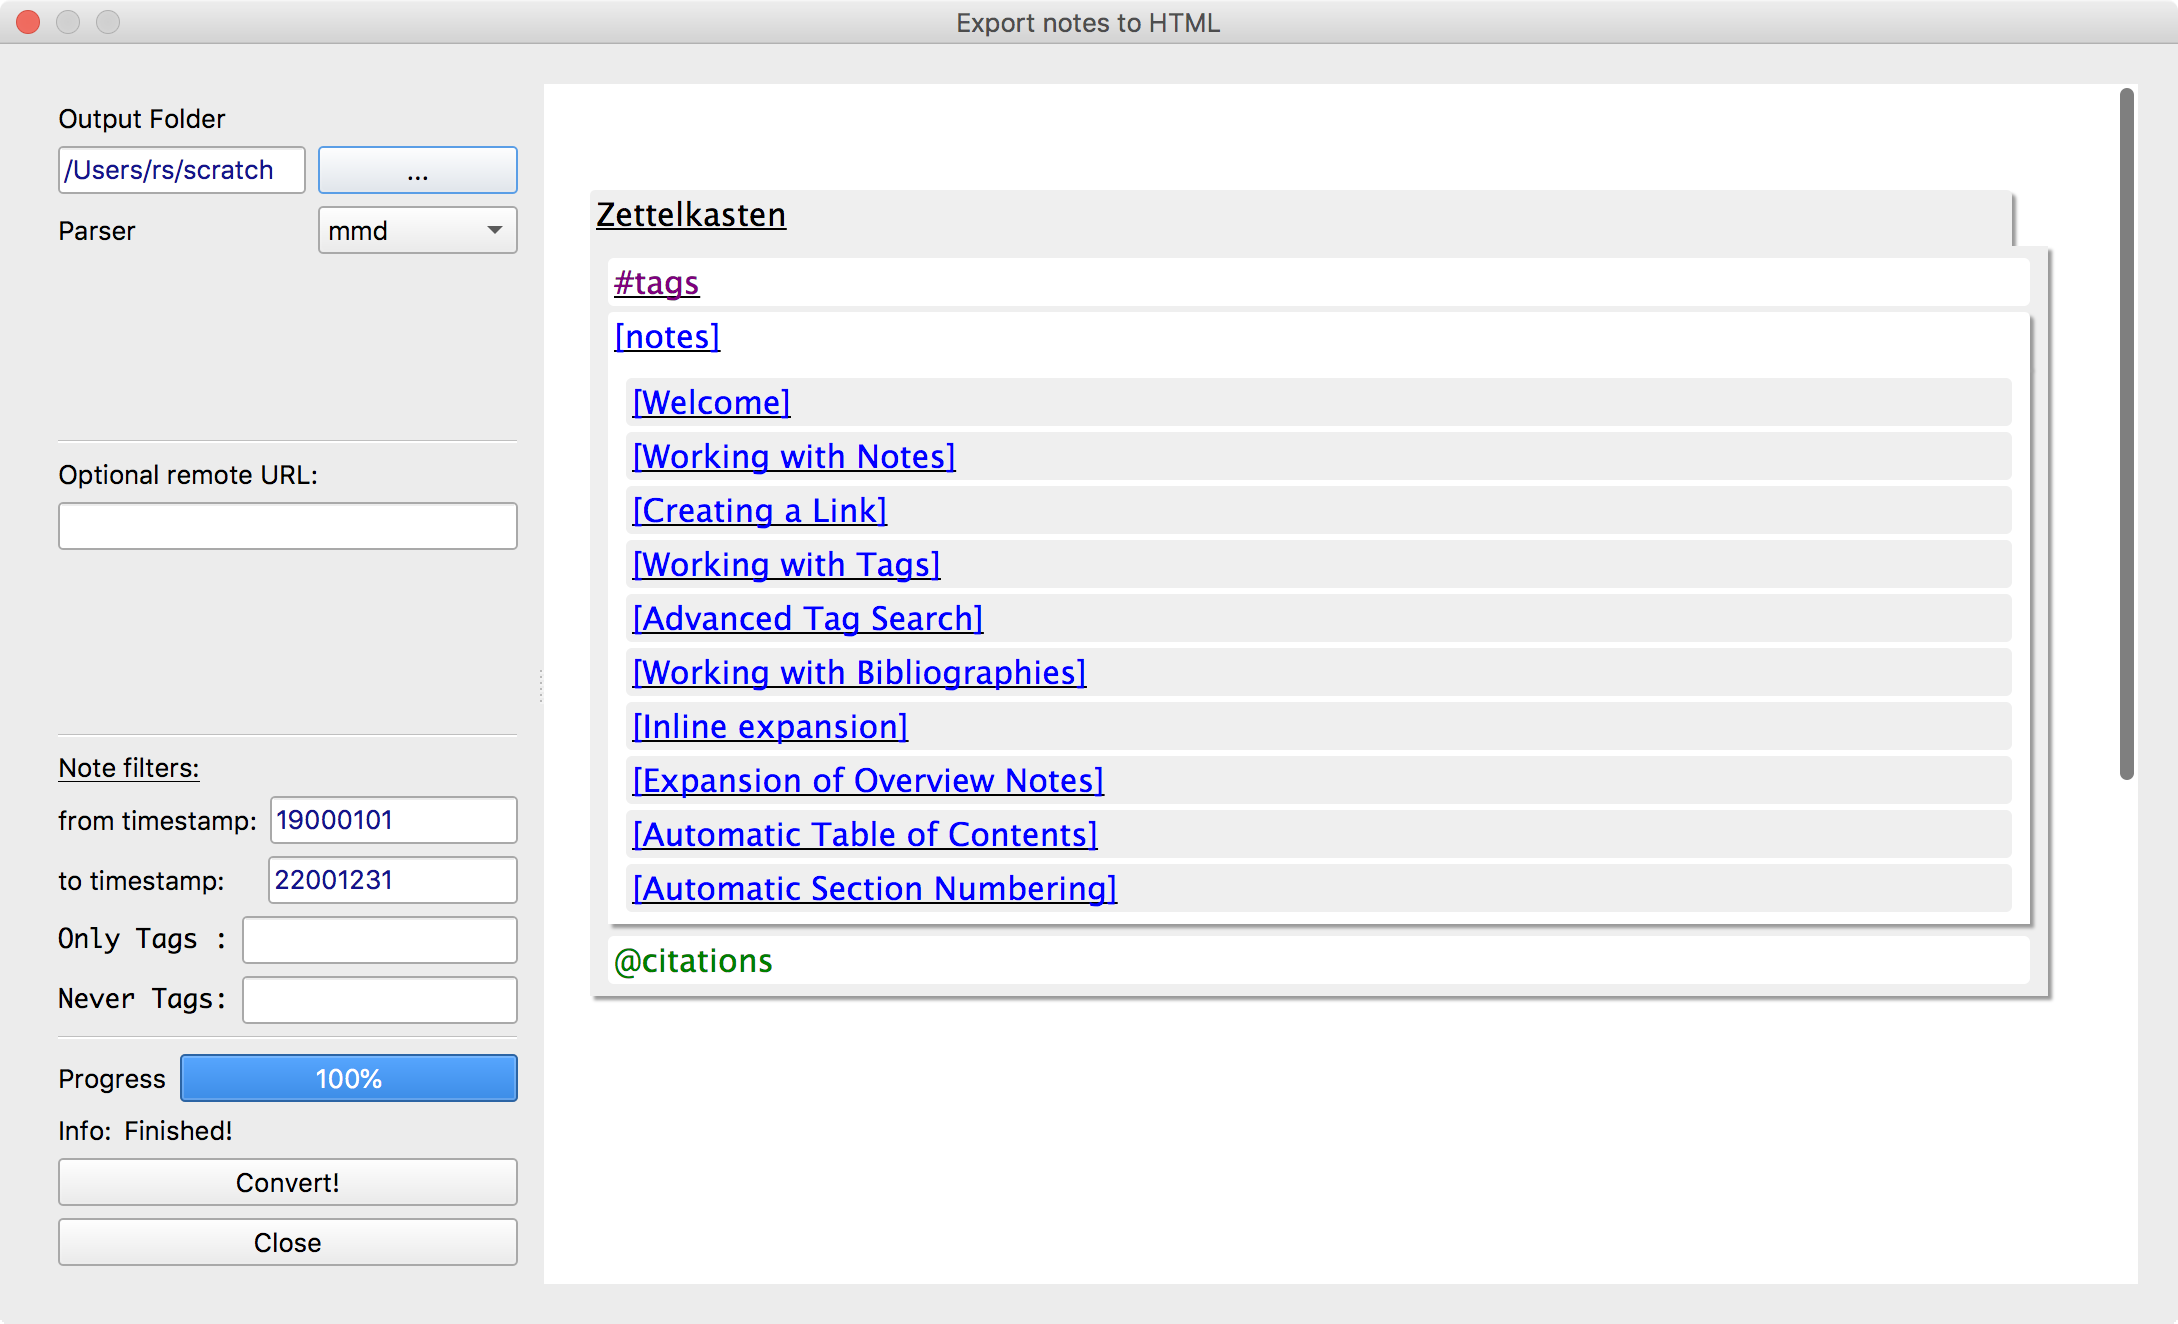 Export notes to HTML
Output Folder
/Users/rs/scratch ...
Parser mmd
Optional remote URL:
Note filters:
from timestamp: 19000101
to timestamp: 22001231
Only Tags :
Never Tags:
Progress 100%
Info: Finished!
Convert!
Close
Zettelkasten
#tags
[notes]
[Welcome]
[Working with Notes]
[Creating a Link]
[Working with Tags]
[Advanced Tag Search]
[Working with Bibliographies]
[Inline expansion]
[Expansion of Overview Notes]
[Automatic Table of Contents]
[Automatic Section Numbering]
@citations